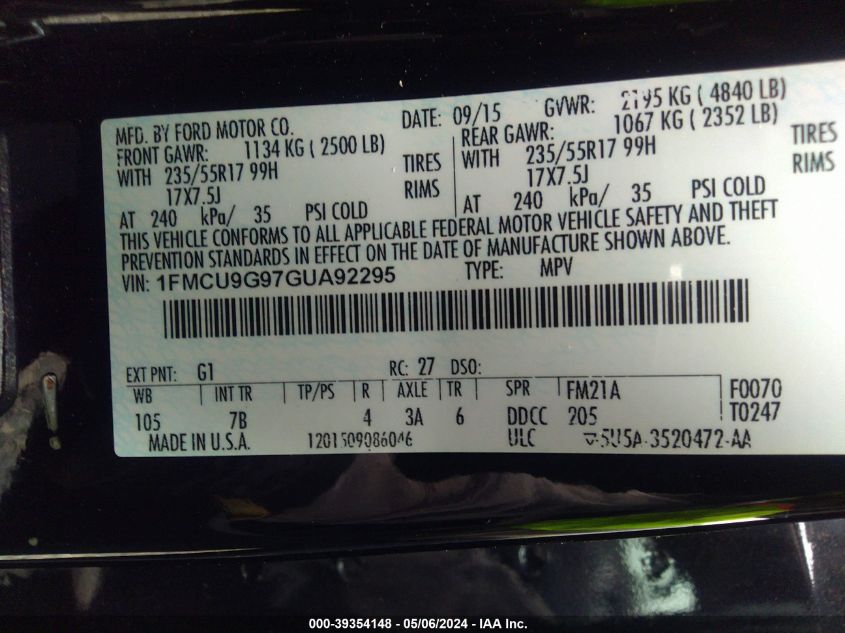 MFD. BY FORD MOTOR CO. DATE: 09/15 GVWR: 2195 KG ( 4840 LB)
FRONT GAWR: 1134 KG ( 2500 LB) REAR GAWR: 1067 KG ( 2352 LB)
WITH 235/55R17 99H TIRES WITH 235/55R17 99H TIRES
17X7.5J RIMS 17X7.5J RIMS
AT 240 kPa/ 35 PSI COLD AT 240 kPa/ 35 PSI COLD
THIS VEHICLE CONFORMS TO ALL APPLICABLE FEDERAL MOTOR VEHICLE SAFETY AND THEFT
PREVENTION STANDARDS IN EFFECT ON THE DATE OF MANUFACTURE SHOWN ABOVE.
VIN: 1FMCU9G97GUA92295 TYPE: MPV
EXT PNT: G1 RC: 27 DSO:
WB INT TR TP/PS R AXLE TR SPR FM21A F0070
105 7B 4 3A 6 DDCC 205 T0247
MADE IN U.S.A. 1201509086046 ULC 5U5A-3520472-AA
000-39354148 - 05/06/2024 - IAA Inc.